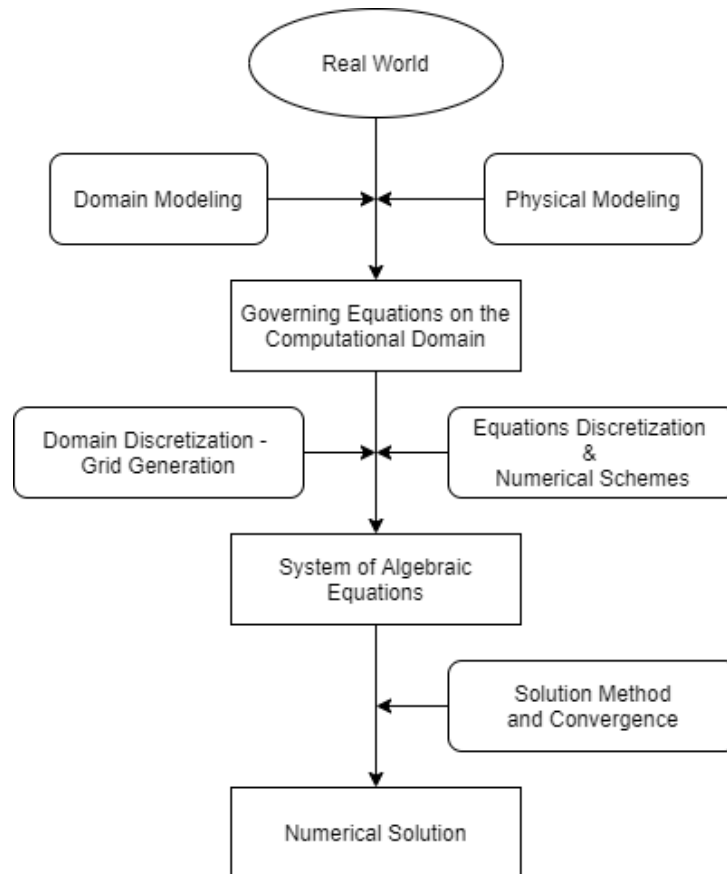 Real World
Domain Modeling
Physical Modeling
Governing Equations on the
Computational Domain
Domain Discretization -
Grid Generation
Equations Discretization
&
Numerical Schemes
System of Algebraic
Equations
Solution Method
and Convergence
Numerical Solution